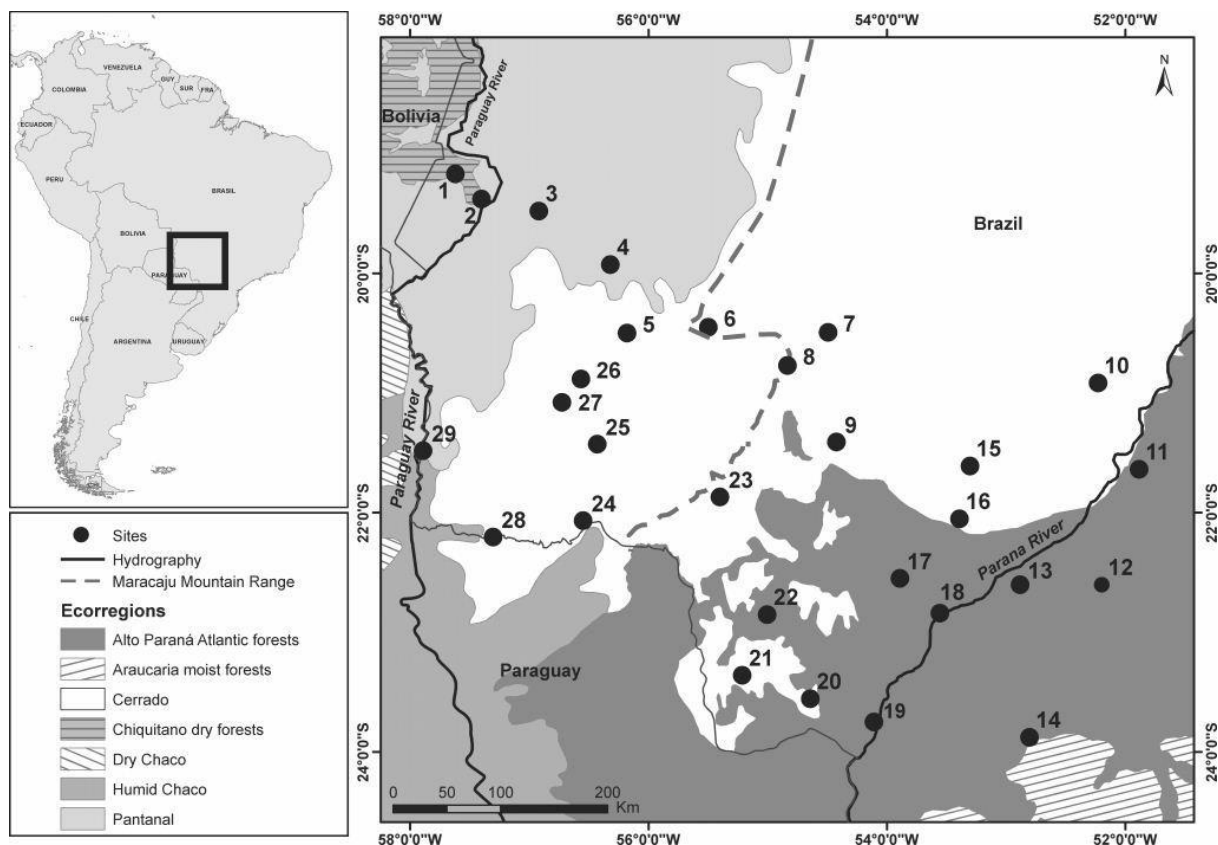 VENEZUELA
GUY
SUR
FRA
COLOMBIA
ECUADOR
PERU
BRASIL
BOLIVIA
PARAGUAY
CHILE
ARGENTINA
URUGUAY
Sites
Hydrography
Maracaju Mountain Range
Ecorregions
Alto Paraná Atlantic forests
Araucaria moist forests
Cerrado
Chiquitano dry forests
Dry Chaco
Humid Chaco
Pantanal
58°0'0"W
56°0'0"W
54°0'0"W
52°0'0"W
N
Bolivia
Paraguay River
Brazil
1
2
3
4
20°0'0"S
20°0'0"S
5
6
7
8
26
27
10
29
25
9
15
11
Paraguay River
23
24
16
28
22°0'0"S
22°0'0"S
17
Parana River
13
12
18
22
Paraguay
21
20
19
14
24°0'0"S
24°0'0"S
0
50
100
200
Km
58°0'0"W
56°0'0"W
54°0'0"W
52°0'0"W